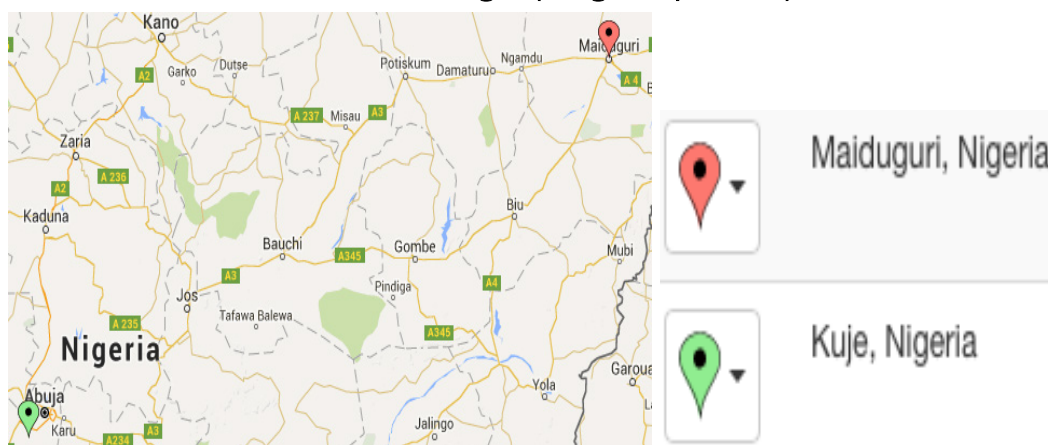 Kano
Maiduguri
Garko
Dutse
Potiskum
Damaturu
Ngamdu
A2
A 4
A 237
Misau
A3
Zaria
A 236
A2
Kaduna
Biu
Bauchi
A345
Gombe
Mubi
A3
A4
Pindiga
Jos
Tafawa Balewa
A 235
A345
Nigeria
Garoua
Abuja
Yola
Karu
A234
A3
Jalingo
Maiduguri, Nigeria
Kuje, Nigeria